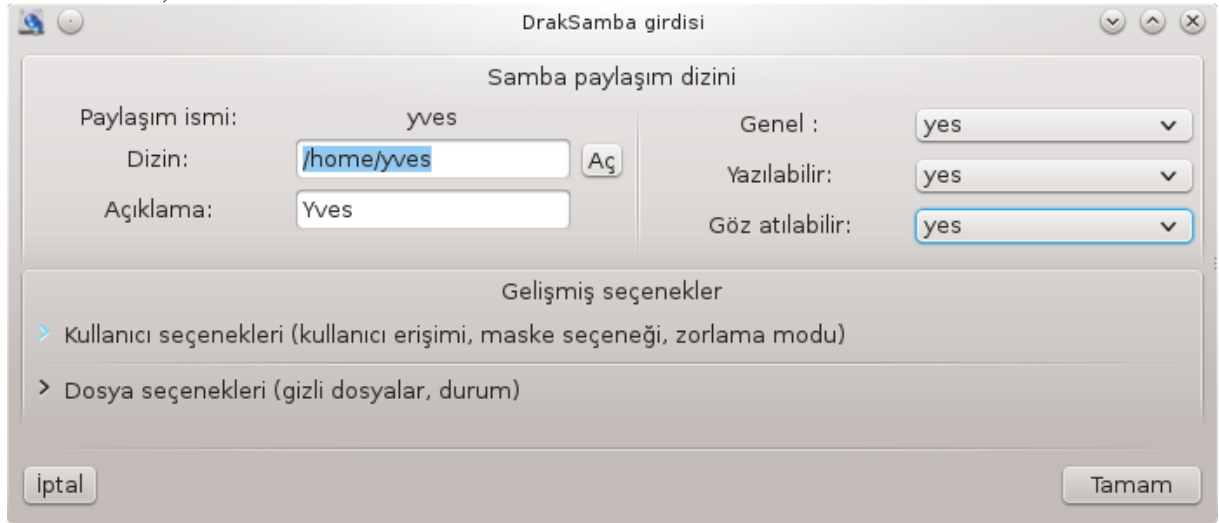 DrakSamba girdisi
Samba paylaşım dizini
Paylaşım ismi: yves
Dizin: /home/yves Aç
Açıklama: Yves
Genel : yes
Yazılabilir: yes
Göz atılabilir: yes
Gelişmiş seçenekler
Kullanıcı seçenekleri (kullanıcı erişimi, maske seçeneği, zorlama modu)
Dosya seçenekleri (gizli dosyalar, durum)
İptal Tamam